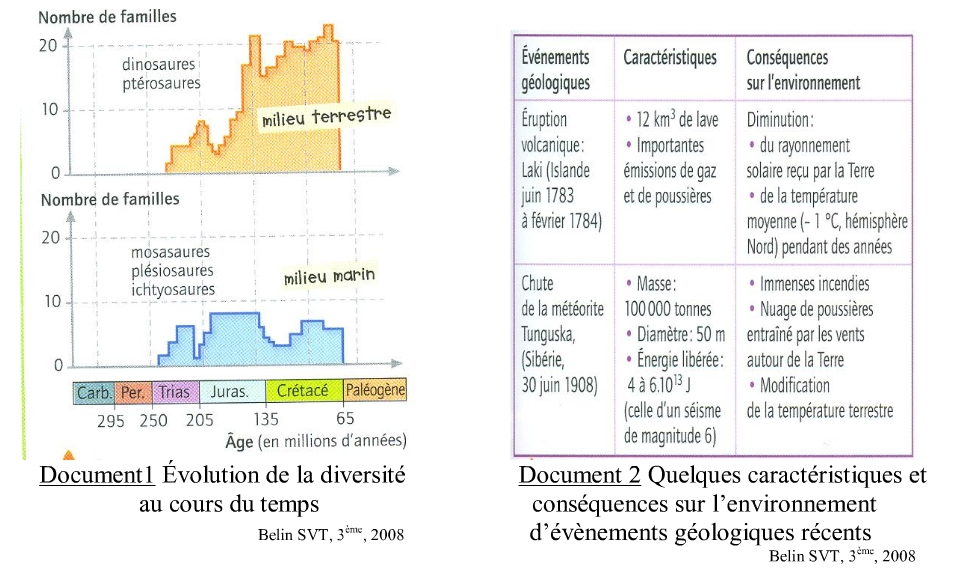 Nombre de familles
20
dinosaures
ptérosaures
10
milieu terrestre
0
Nombre de familles
20
mosasaures
plésiosaures
ichtyosaures
milieu marin
10
0
Carb. Per. Trias Juras. Crétacé Paléogène
295 250 205 135 65
Âge (en millions d'années)
Document1 Évolution de la diversité
au cours du temps
Belin SVT, 3ème, 2008
Événements
géologiques
Caractéristiques
Conséquences
sur l'environnement
Éruption
volcanique :
Laki (Islande
juin 1783
à février 1784)
• 12 km³ de lave
• Importantes
émissions de gaz
et de poussières
Diminution :
• du rayonnement
solaire reçu par la Terre
• de la température
moyenne (– 1 °C, hémisphère
Nord) pendant des années
Chute
de la météorite
Tunguska,
(Sibérie,
30 juin 1908)
• Masse :
100 000 tonnes
• Diamètre : 50 m
• Énergie libérée :
4 à 6.10¹³ J
(celle d'un séisme
de magnitude 6)
• Immenses incendies
• Nuage de poussières
entraîné par les vents
autour de la Terre
• Modification
de la température terrestre
Document 2 Quelques caractéristiques et
conséquences sur l’environnement
d’évènements géologiques récents
Belin SVT, 3ème, 2008